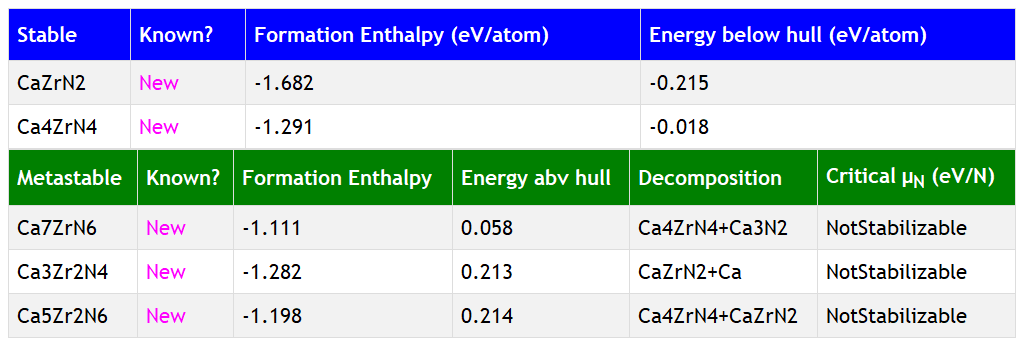 Stable Known? Formation Enthalpy (eV/atom) Energy below hull (eV/atom)
CaZrN2 New -1.682 -0.215
Ca4ZrN4 New -1.291 -0.018
Metastable Known? Formation Enthalpy Energy abv hull Decomposition Critical μN (eV/N)
Ca7ZrN6 New -1.111 0.058 Ca4ZrN4+Ca3N2 NotStabilizable
Ca3Zr2N4 New -1.282 0.213 CaZrN2+Ca NotStabilizable
Ca5Zr2N6 New -1.198 0.214 Ca4ZrN4+CaZrN2 NotStabilizable